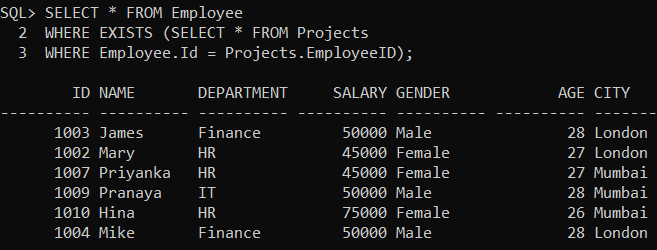 SQL> SELECT * FROM Employee
  2  WHERE EXISTS (SELECT * FROM Projects
  3  WHERE Employee.Id = Projects.EmployeeID);
        ID NAME       DEPARTMENT     SALARY GENDER            AGE CITY
---------- ---------- ---------- ---------- ---------- ---------- -------
      1003 James      Finance         50000 Male               28 London
      1002 Mary       HR              45000 Female             27 London
      1007 Priyanka   HR              45000 Female             27 Mumbai
      1009 Pranaya    IT              50000 Male               28 London
      1010 Hina       HR              75000 Female             26 Mumbai
      1004 Mike       Finance         50000 Male               28 London